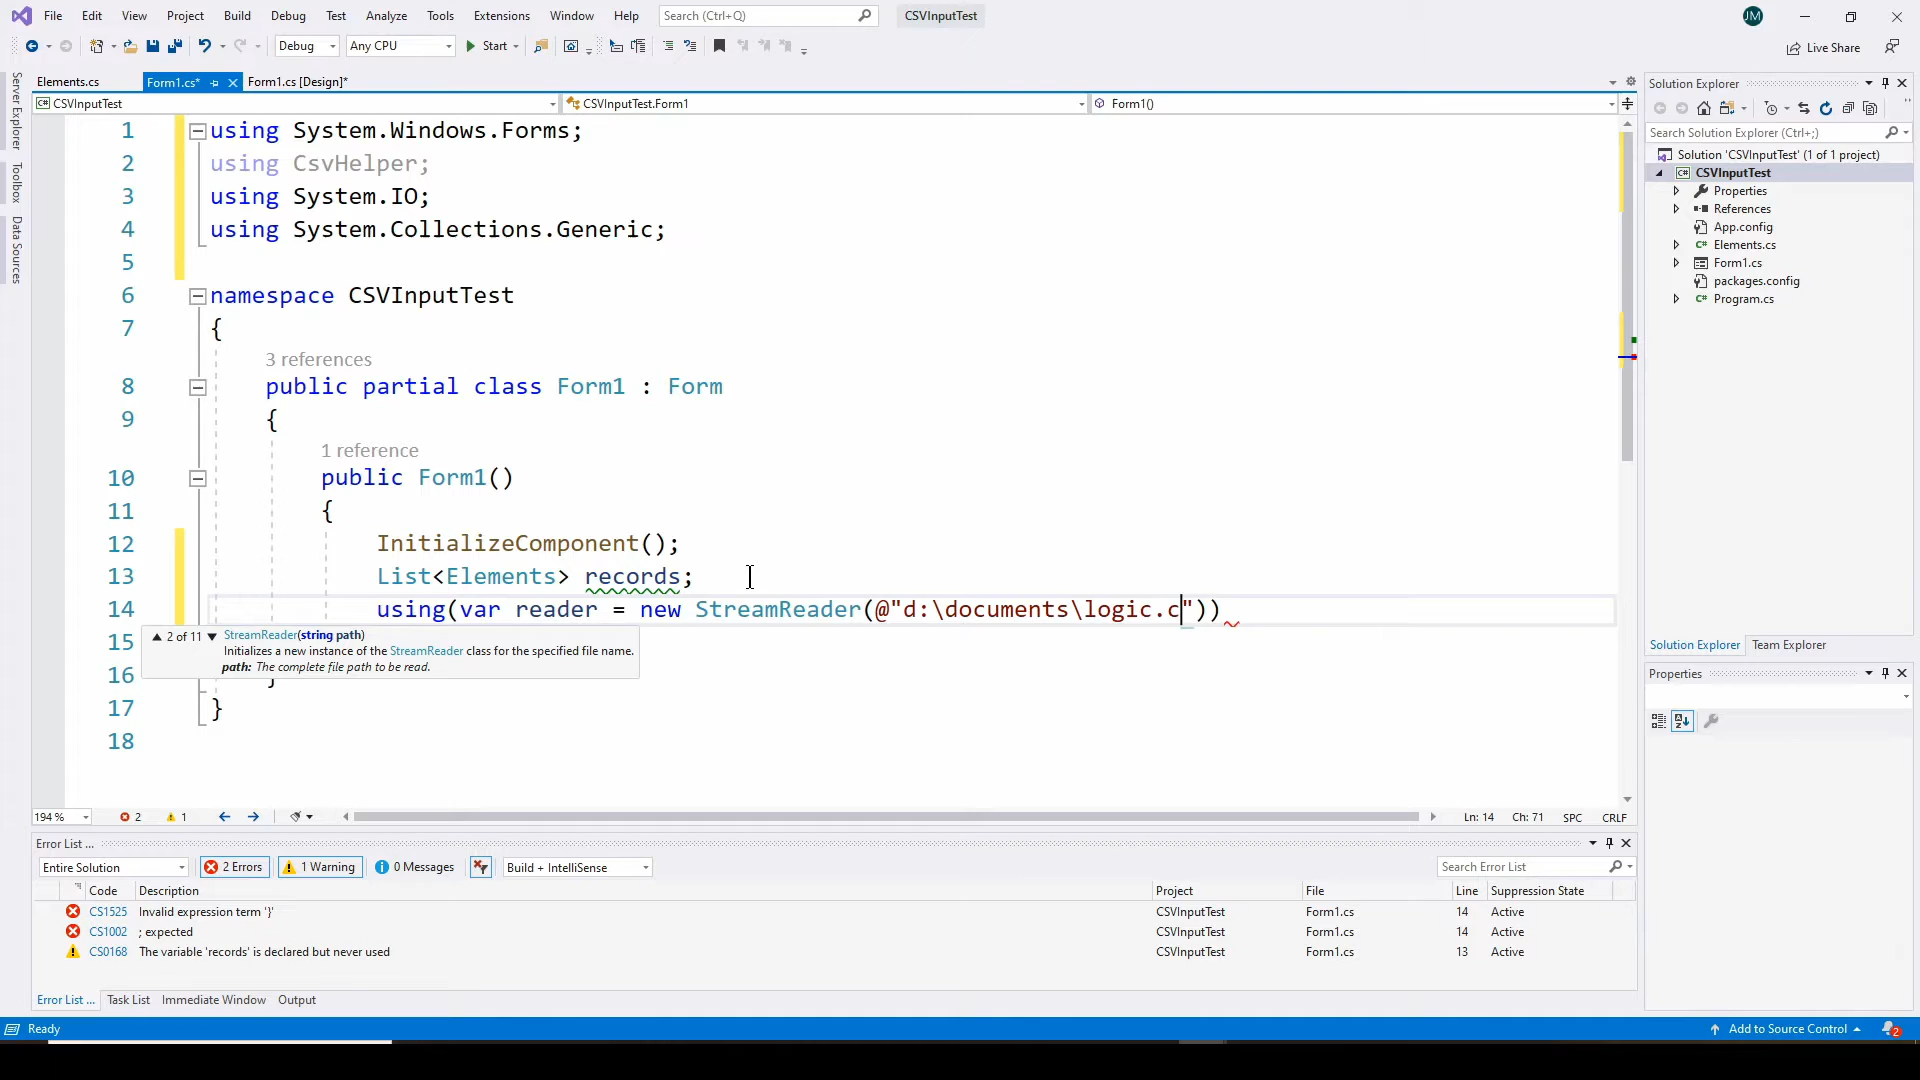 File Edit View Project Build Debug Test Analyze Tools Extensions Window Help Search (Ctrl+Q) CSVInputTest JM
Debug Any CPU Start Live Share
Elements.cs Form1.cs* Form1.cs [Design]*
CSVInputTest CSVInputTest.Form1 Form1()
Server Explorer
Toolbox
Data Sources
1 using System.Windows.Forms;
2 using CsvHelper;
3 using System.IO;
4 using System.Collections.Generic;
5
6 namespace CSVInputTest
7 {
3 references
8 public partial class Form1 : Form
9 {
1 reference
10 public Form1()
11 {
12 InitializeComponent();
13 List<Elements> records;
14 using(var reader = new StreamReader(@"d:\documents\logic.c"))
15
2 of 11 StreamReader(string path)
Initializes a new instance of the StreamReader class for the specified file name.
path: The complete file path to be read.
16 }
17 }
18
194 % 2 1 Ln: 14 Ch: 71 SPC CRLF
Error List ...
Entire Solution 2 Errors 1 Warning 0 Messages Build + IntelliSense Search Error List
Code Description Project File Line Suppression State
CS1525 Invalid expression term '}' CSVInputTest Form1.cs 14 Active
CS1002 ; expected CSVInputTest Form1.cs 14 Active
CS0168 The variable 'records' is declared but never used CSVInputTest Form1.cs 13 Active
Error List ... Task List Immediate Window Output
Solution Explorer
Search Solution Explorer (Ctrl+;)
Solution 'CSVInputTest' (1 of 1 project)
CSVInputTest
Properties
References
App.config
Elements.cs
Form1.cs
packages.config
Program.cs
Solution Explorer Team Explorer
Properties
Ready Add to Source Control 2